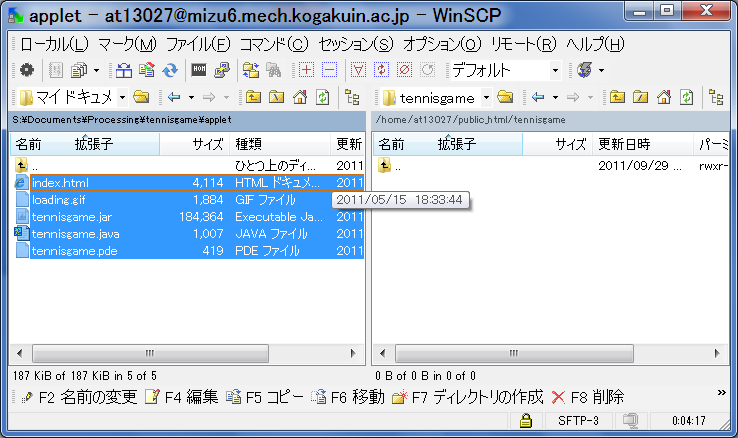 applet - at13027@mizu6.mech.kogakuin.ac.jp - WinSCP
ローカル(L) マーク(M) ファイル(F) コマンド(C) セッション(S) オプション(O) リモート(R) ヘルプ(H)
デフォルト
マイ ドキュメ tennisgame
S:¥Documents¥Processing¥tennisgame¥applet /home/at13027/public_html/tennisgame
名前 拡張子 サイズ 種類 更新 名前 拡張子 サイズ 更新日時 パーミ
.. ひとつ上のディ... 2011 .. 2011/09/29 ... rwxr-
index.html 4,114 HTML ドキュメ... 2011
loading.gif 1,884 GIF ファイル 2011/05/15 18:33:44
tennisgame.jar 184,364 Executable Ja... 2011
tennisgame.java 1,007 JAVA ファイル 2011
tennisgame.pde 419 PDE ファイル 2011
187 KiB of 187 KiB in 5 of 5 0 B of 0 B in 0 of 0
F2 名前の変更 F4 編集 F5 コピー F6 移動 F7 ディレクトリの作成 F8 削除 »
SFTP-3 0:04:17